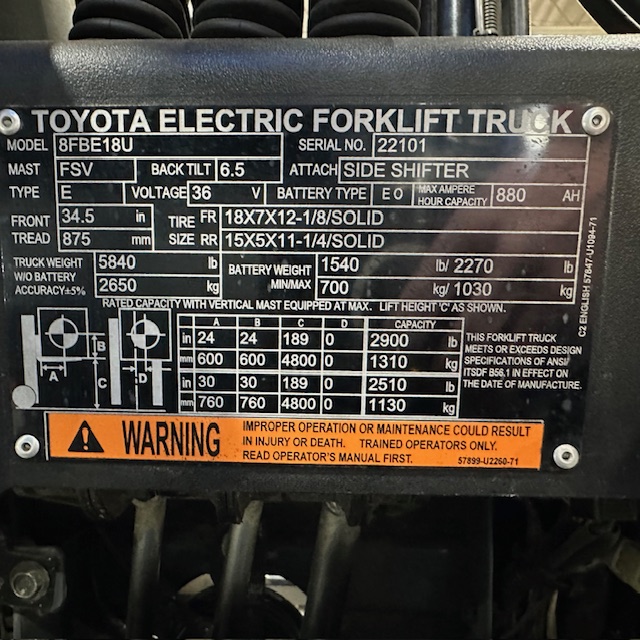 TOYOTA ELECTRIC FORKLIFT TRUCK
MODEL 8FBE18U SERIAL NO. 22101
MAST FSV BACK TILT 6.5 ATTACH SIDE SHIFTER
TYPE E VOLTAGE 36 V BATTERY TYPE E O MAX AMPERE HOUR CAPACITY 880 AH
FRONT TREAD 34.5 in TIRE SIZE FR 18X7X12-1/8/SOLID
875 mm RR 15X5X11-1/4/SOLID
TRUCK WEIGHT W/O BATTERY ACCURACY±5% 5840 lb BATTERY WEIGHT MIN/MAX 1540 lb/ 2270 lb
2650 kg 700 kg/ 1030 kg
RATED CAPACITY WITH VERTICAL MAST EQUIPPED AT MAX. LIFT HEIGHT 'C' AS SHOWN.
A B C D CAPACITY
in 24 24 189 0 2900 lb
mm 600 600 4800 0 1310 kg
in 30 30 189 0 2510 lb
mm 760 760 4800 0 1130 kg
A B C D
THIS FORKLIFT TRUCK
MEETS OR EXCEEDS DESIGN
SPECIFICATIONS OF ANSI/
ITSDF B56.1 IN EFFECT ON
THE DATE OF MANUFACTURE.
C2 ENGLISH 57847-U1094-71
WARNING
IMPROPER OPERATION OR MAINTENANCE COULD RESULT
IN INJURY OR DEATH. TRAINED OPERATORS ONLY.
READ OPERATOR'S MANUAL FIRST. 57899-U2260-71